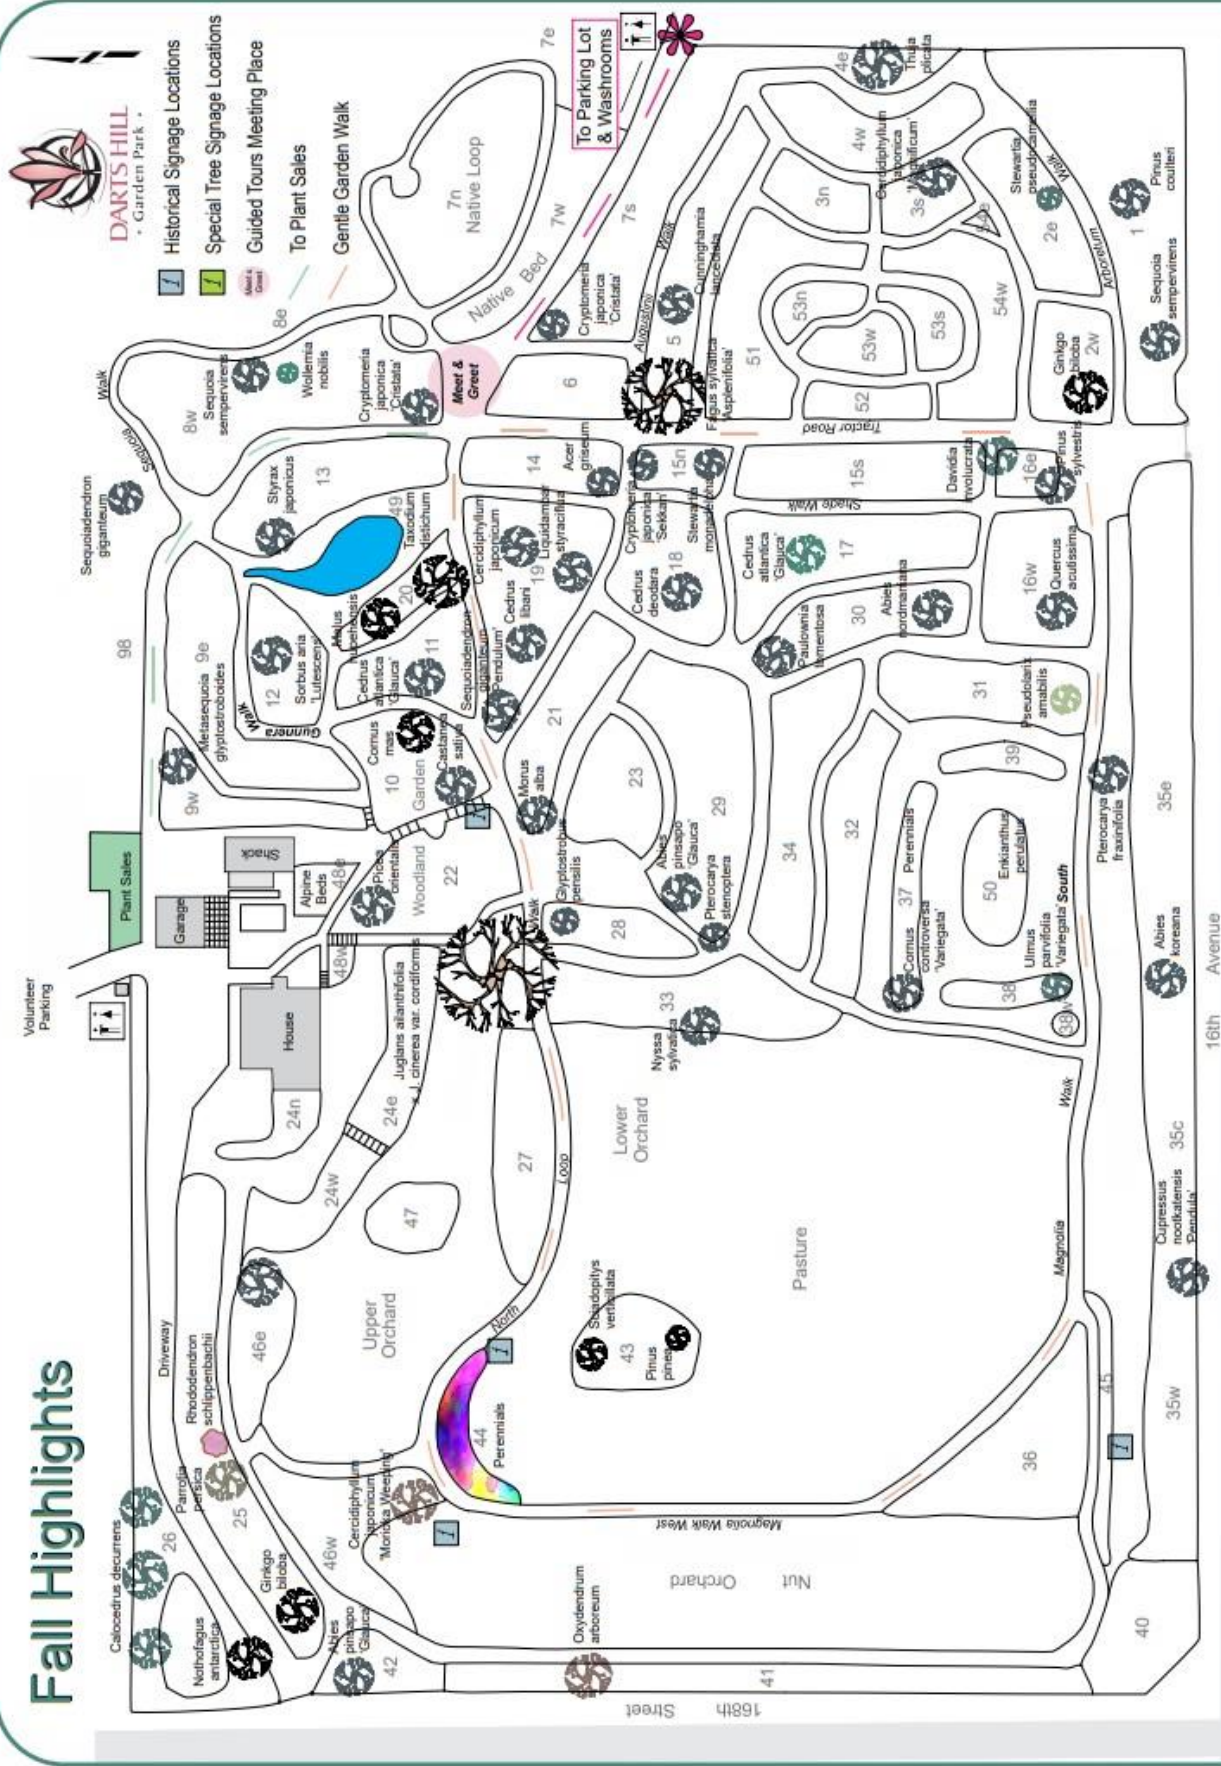 Fall Highlights
DARTS HILL
· Garden Park ·
Historical Signage Locations
Special Tree Signage Locations
Meet &
Greet
Guided Tours Meeting Place
To Plant Sales
Gentle Garden Walk
Volunteer
Parking
Plant Sales
Garage
Shack
House
Alpine
Beds
48e
48w
Driveway
Calocedrus decurrens
26
Nothofagus
antarctica
Parrotia
persica
25
Rhododendron
schlippenbachii
Ginkgo
biloba
Abies
pinsapo
'Glauca'
42
46w
46e
Cercidiphyllum
japonicum
'Morioka Weeping'
Upper
Orchard
47
24w
24n
24e
Juglans ailanthifolia
x J. cinerea var. cordiformis
44
Perennials
North
Loop
Walk
27
Lower
Orchard
Sciadopitys
verticillata
43
Pinus
pinea
Pasture
Magnolia Walk West
Nut Orchard
Oxydendrum
arboreum
41
168th Street
40
36
45
Magnolia
Walk
South
35w
35c
35e
16th Avenue
Cupressus
nootkatensis
'Pendula'
Abies
koreana
Pterocarya
fraxinifolia
98
9w
Metasequoia
glyptostroboides
9e
Gunnera
Walk
12
Sorbus aria
'Lutescens'
Malus
hupehensis
20
Taxodium
distichum
49
Cedrus
atlantica
'Glauca'
11
Cornus
mas
10
Castanea
sativa
Woodland
Garden
22
Picea
orientalis
Sequoiadendron
giganteum
'Pendulum'
Cedrus
libani
19
Cercidiphyllum
japonicum
Liquidambar
styraciflua
Morus
alba
Glyptostrobus
pensilis
28
21
23
29
Abies
pinsapo
'Glauca'
Pterocarya
stenoptera
33
Nyssa
sylvatica
34
32
37
Perennials
Cornus
controversa
'Variegata'
38
38w
Ulmus
parvifolia
'Variegata'
50
Enkianthus
perulatus
39
31
Pseudolarix
amabilis
30
Paulownia
tomentosa
Abies
nordmanniana
17
Cedrus
atlantica
'Glauca'
18
Cedrus
deodara
16w
Quercus
acutissima
16e
Pinus
sylvestris
Davidia
involucrata
Shade Walk
Tractor Road
15s
15n
Stewartia
monadelpha
Cryptomeria
japonica
'Sekkan'
14
Acer
griseum
13
Styrax
japonicus
Sequoiadendron
giganteum
Sequoia
Walk
8w
Sequoia
sempervirens
8e
Wollemia
nobilis
Cryptomeria
japonica
'Cristata'
Meet &
Greet
6
Cryptomeria
japonica
'Cristata'
Native Bed
7n
Native Loop
7w
7e
7s
To Parking Lot
& Washrooms
Augustinii
Walk
5
Cunninghamia
lanceolata
Fagus sylvatica
'Asplenifolia'
51
52
53n
53w
53s
54w
54e
3n
3s
Cercidiphyllum
japonica
'Magnificum'
4w
4e
Thuja
plicata
2e
Stewartia
pseudocamellia
2w
Ginkgo
biloba
Arboretum
Walk
1
Pinus
coulteri
Sequoia
sempervirens